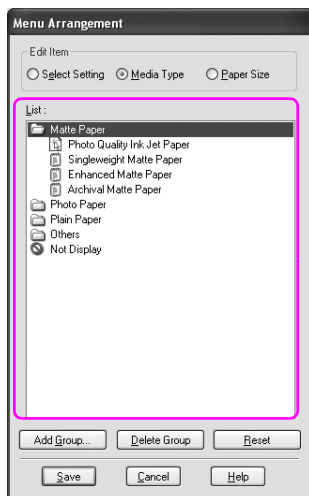 Menu Arrangement
Edit Item
Select Setting Media Type Paper Size
List :
Matte Paper
Photo Quality Ink Jet Paper
Singleweight Matte Paper
Enhanced Matte Paper
Archival Matte Paper
Photo Paper
Plain Paper
Others
Not Display
Add Group... Delete Group Reset
Save Cancel Help